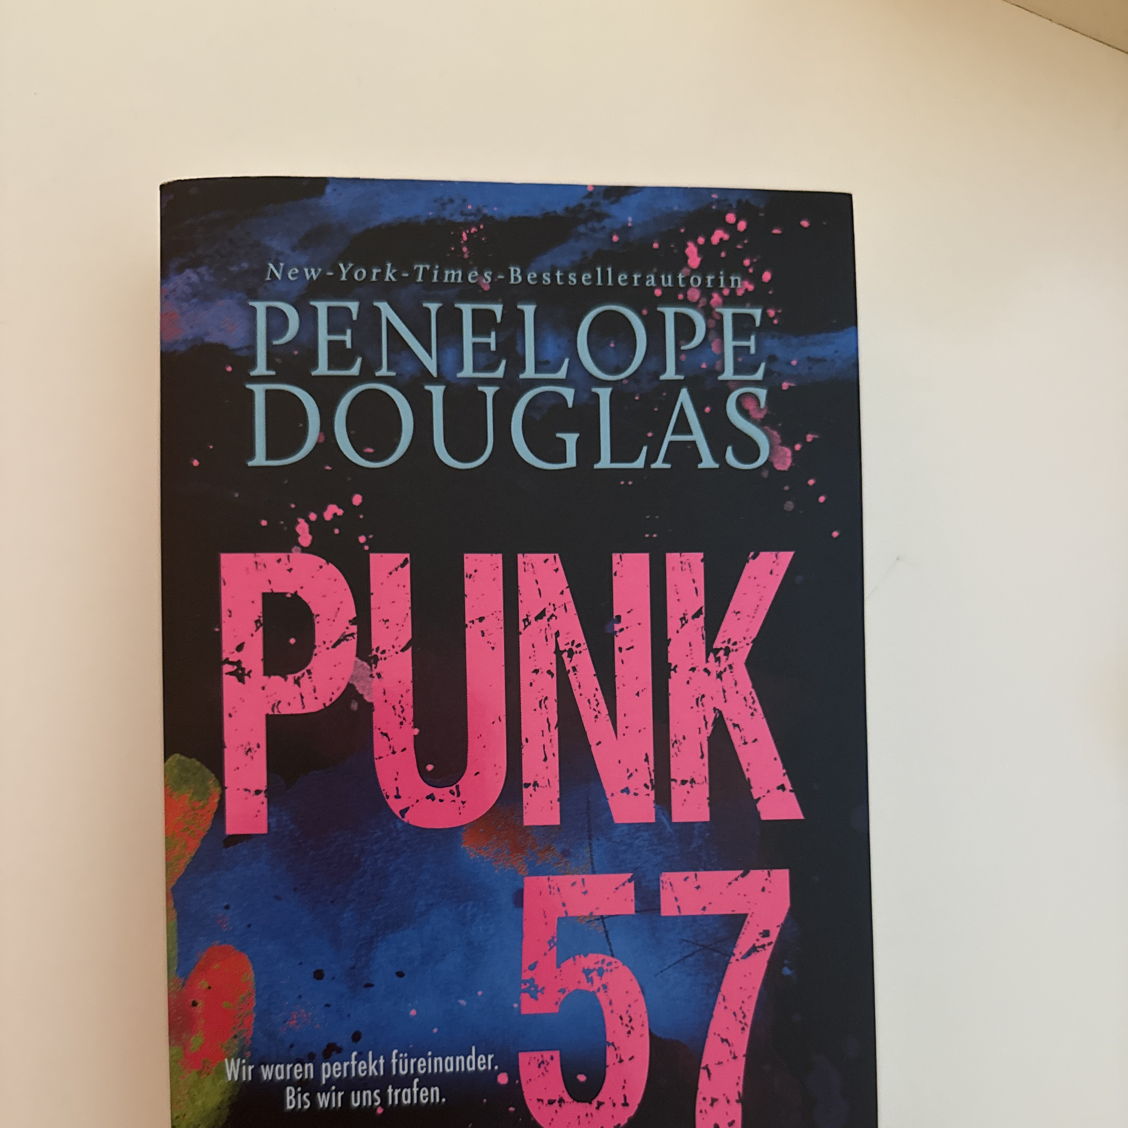 New-York-Times-Bestsellerautorin
PENELOPE
DOUGLAS
PUNK
57
Wir waren perfekt füreinander.
Bis wir uns trafen.